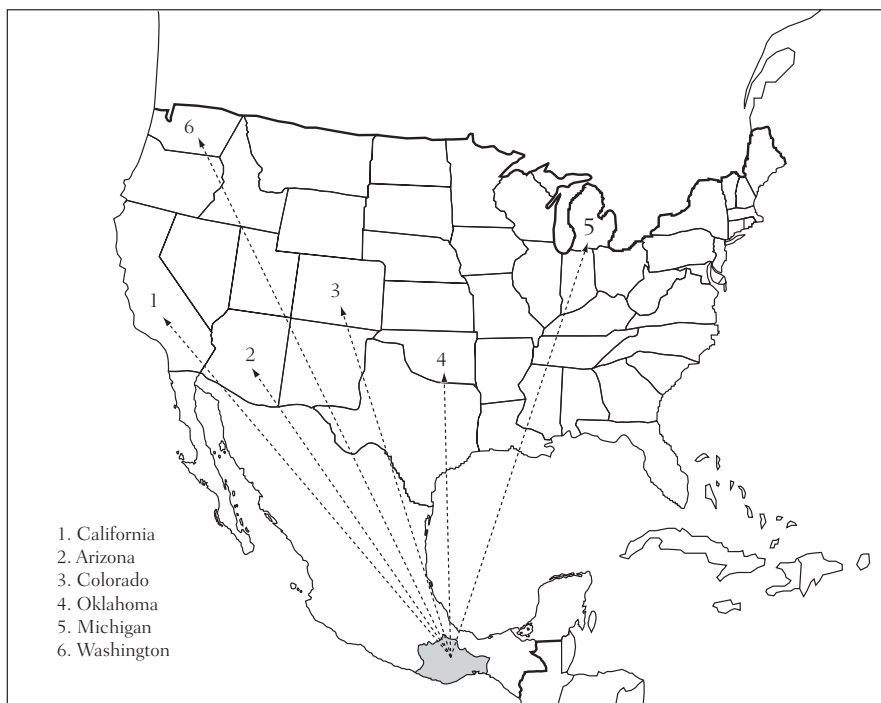 6
5
3
1
2
4
1. California
2. Arizona
3. Colorado
4. Oklahoma
5. Michigan
6. Washington